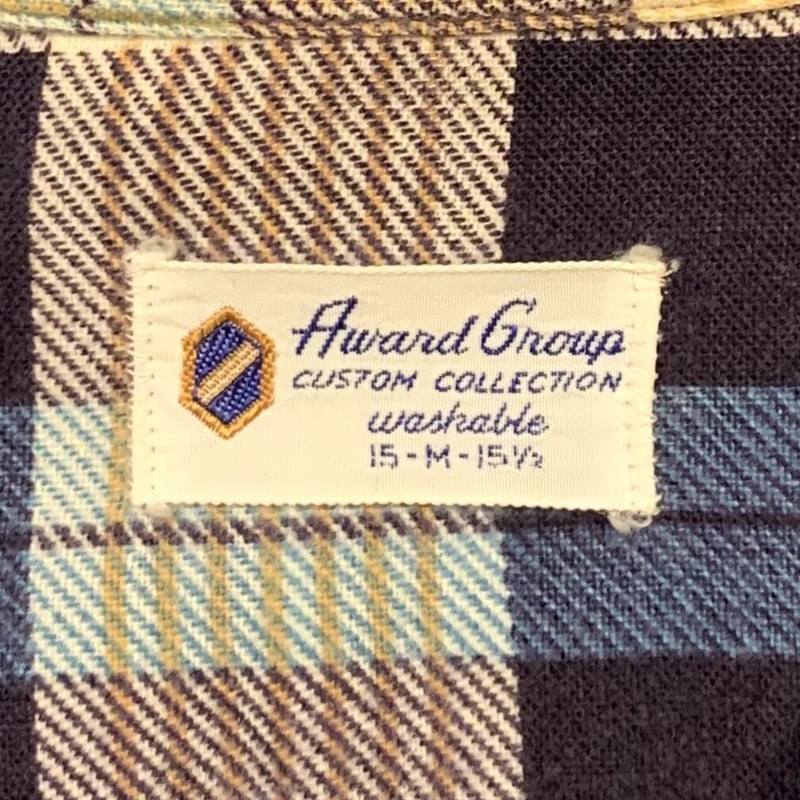 Award Group
CUSTOM COLLECTION
washable
15-M-15½